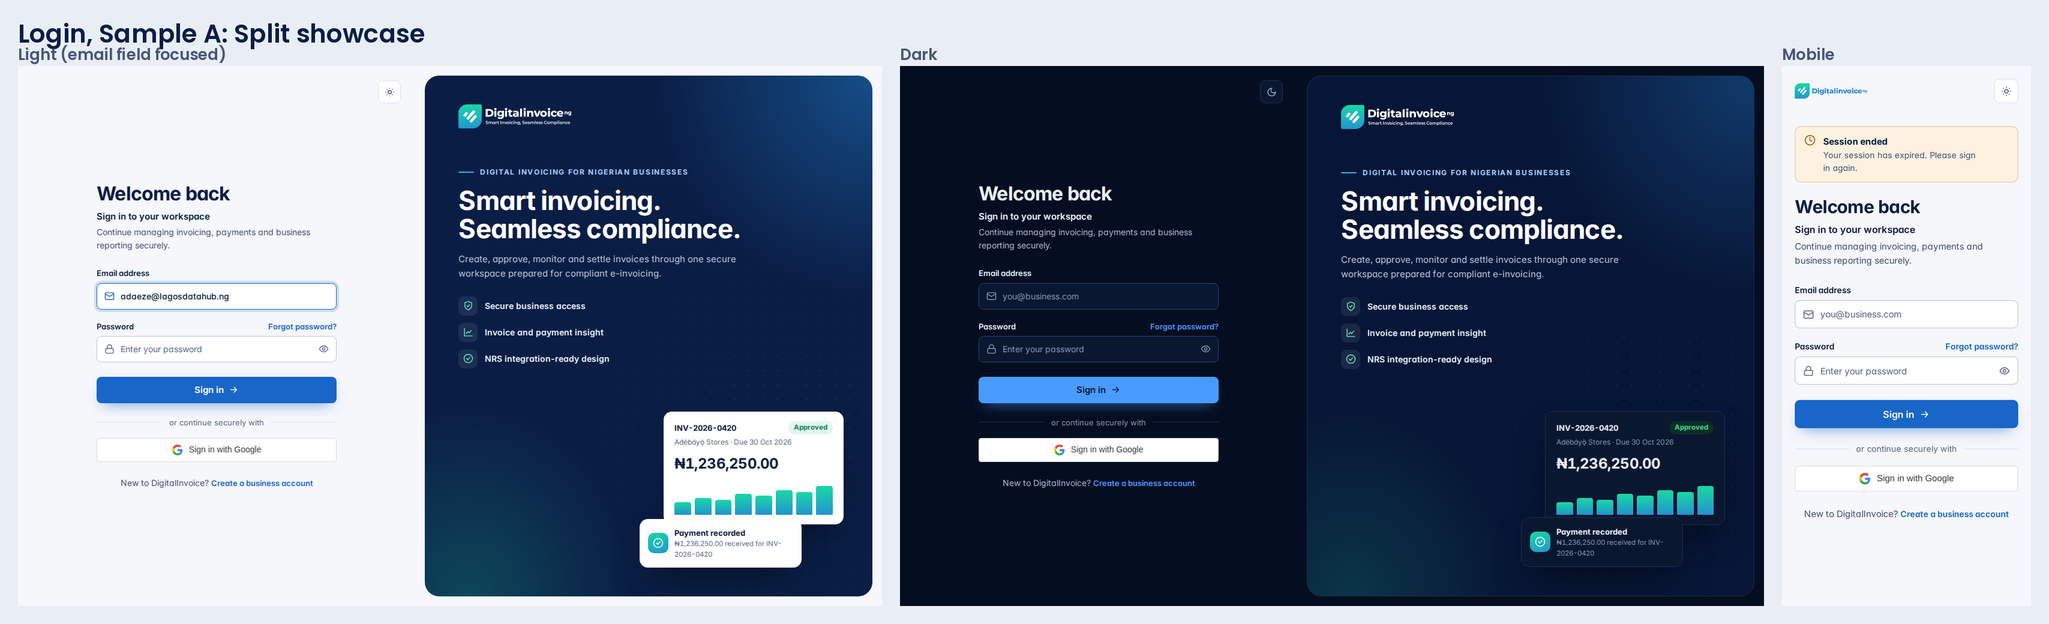 Login, Sample A: Split showcase
Light (email field focused)
Welcome back
Sign in to your workspace
Continue managing invoicing, payments and business
reporting securely.
Email address
adaeze@lagosdatahub.ng
Password
Forgot password?
Enter your password
Sign in →
or continue securely with
Sign in with Google
New to DigitalInvoice? Create a business account
DigitalinvoiceNG
Smart Invoicing, Seamless Compliance
DIGITAL INVOICING FOR NIGERIAN BUSINESSES
Smart invoicing.
Seamless compliance.
Create, approve, monitor and settle invoices through one secure
workspace prepared for compliant e-invoicing.
Secure business access
Invoice and payment insight
NRS integration-ready design
INV-2026-0420
Approved
Adébáyọ̀ Stores · Due 30 Oct 2026
₦1,236,250.00
Payment recorded
₦1,236,250.00 received for INV-
2026-0420
Dark
Welcome back
Sign in to your workspace
Continue managing invoicing, payments and business
reporting securely.
Email address
you@business.com
Password
Forgot password?
Enter your password
Sign in →
or continue securely with
Sign in with Google
New to DigitalInvoice? Create a business account
DigitalinvoiceNG
Smart Invoicing, Seamless Compliance
DIGITAL INVOICING FOR NIGERIAN BUSINESSES
Smart invoicing.
Seamless compliance.
Create, approve, monitor and settle invoices through one secure
workspace prepared for compliant e-invoicing.
Secure business access
Invoice and payment insight
NRS integration-ready design
INV-2026-0420
Approved
Adébáyọ̀ Stores · Due 30 Oct 2026
₦1,236,250.00
Payment recorded
₦1,236,250.00 received for INV-
2026-0420
Mobile
DigitalinvoiceNG
Session ended
Your session has expired. Please sign
in again.
Welcome back
Sign in to your workspace
Continue managing invoicing, payments and
business reporting securely.
Email address
you@business.com
Password
Forgot password?
Enter your password
Sign in →
or continue securely with
Sign in with Google
New to DigitalInvoice? Create a business account